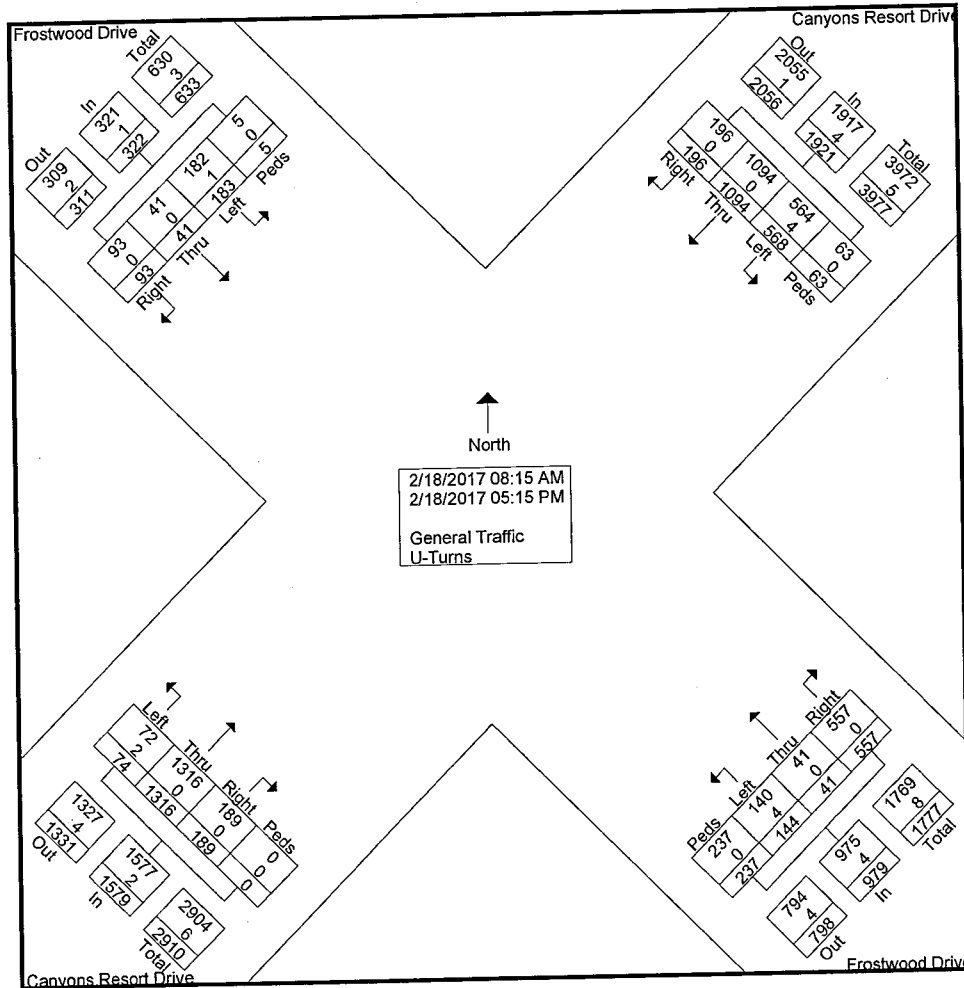 Frostwood Drive
Canyons Resort Drive
Out In Total
309 321 630
2 1 3
311 322 633
93 41 182 5
0 0 1 0
93 41 183 5
Right Thru Left Peds
Out In Total
2055 1917 3972
1 4 5
2056 1921 3977
196 1094 564 63
0 0 4 0
196 1094 568 63
Right Thru Left Peds
North
2/18/2017 08:15 AM
2/18/2017 05:15 PM
General Traffic
U-Turns
Left Thru Right Peds
72 1316 189 0
2 0 0 0
74 1316 189 0
1327 1577 2904
4 2 6
1331 1579 2910
Out In Total
Peds Left Thru Right
237 140 41 557
0 4 0 0
237 144 41 557
794 975 1769
4 4 8
798 979 1777
Out In Total
Canyons Resort Drive
Frostwood Drive